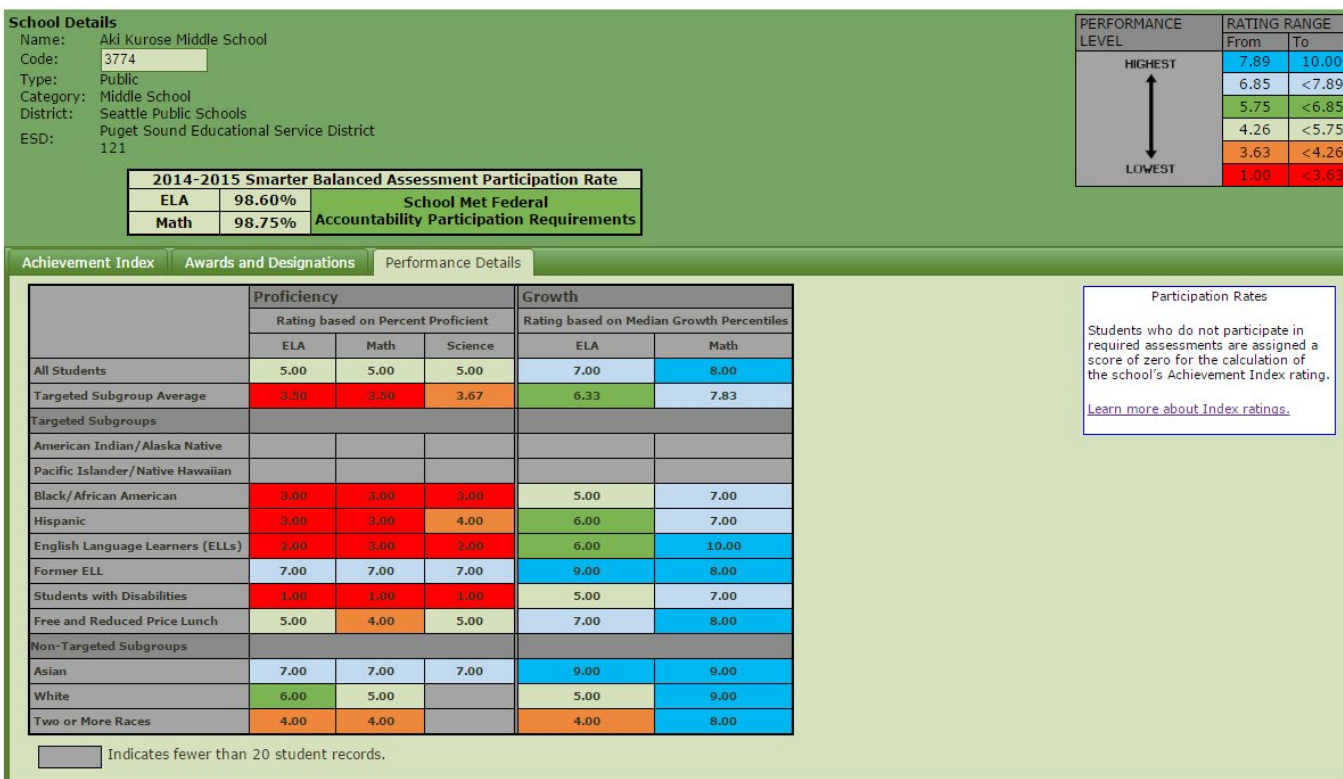 School Details
Name: Aki Kurose Middle School
Code: 3774
Type: Public
Category: Middle School
District: Seattle Public Schools
ESD: Puget Sound Educational Service District
121
PERFORMANCE LEVEL RATING RANGE
From To
HIGHEST 7.89 10.00
6.85 <7.89
5.75 <6.85
4.26 <5.75
3.63 <4.26
LOWEST 1.00 <3.63
2014-2015 Smarter Balanced Assessment Participation Rate
ELA 98.60% School Met Federal
Math 98.75% Accountability Participation Requirements
Achievement Index Awards and Designations Performance Details
Proficiency Growth
Rating based on Percent Proficient Rating based on Median Growth Percentiles
ELA Math Science ELA Math
All Students 5.00 5.00 5.00 7.00 8.00
Targeted Subgroup Average 3.50 3.50 3.67 6.33 7.83
Targeted Subgroups
American Indian/Alaska Native
Pacific Islander/Native Hawaiian
Black/African American 3.00 3.00 3.00 5.00 7.00
Hispanic 3.00 3.00 4.00 6.00 7.00
English Language Learners (ELLs) 2.00 3.00 2.00 6.00 10.00
Former ELL 7.00 7.00 7.00 9.00 8.00
Students with Disabilities 1.00 1.00 1.00 5.00 7.00
Free and Reduced Price Lunch 5.00 4.00 5.00 7.00 8.00
Non-Targeted Subgroups
Asian 7.00 7.00 7.00 9.00 9.00
White 6.00 5.00 5.00 9.00
Two or More Races 4.00 4.00 4.00 8.00
Indicates fewer than 20 student records.
Participation Rates
Students who do not participate in
required assessments are assigned a
score of zero for the calculation of
the school's Achievement Index rating.
Learn more about Index ratings.